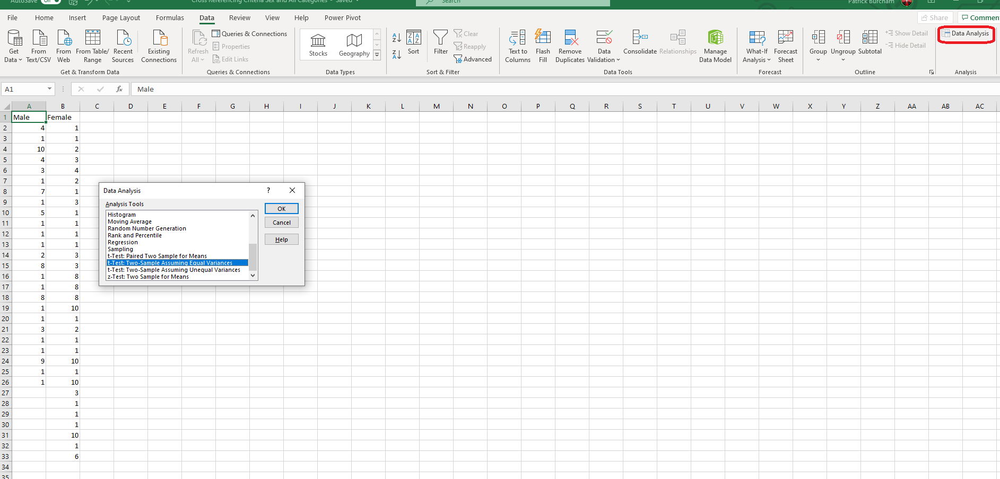 AutoSave On Cross Referencing Criteria Sex and All Categories - Saved Search Patrick Burcham
File Home Insert Page Layout Formulas Data Review View Help Power Pivot Share Commen
Get Data From Text/CSV From Web From Table/ Range Recent Sources Existing Connections
Get & Transform Data
Refresh All Queries & Connections
Properties
Edit Links
Queries & Connections
Stocks Geography
Data Types
Sort Filter Clear
Reapply
Advanced
Sort & Filter
Text to Columns Flash Fill Remove Duplicates Data Validation Consolidate Relationships Manage Data Model
Data Tools
What-If Analysis Forecast Sheet
Forecast
Group Ungroup Subtotal Show Detail
Hide Detail
Outline
Data Analysis
Analysis
A1 fx Male
A B C D E F G H I J K L M N O P Q R S T U V W X Y Z AA AB AC
1 Male Female
2 4 1
3 1 1
4 10 2
5 4 3
6 3 4
7 1 2
8 7 1
9 1 3
10 5 1
11 1 1
12 1 1
13 1 1
14 2 3
15 8 3
16 1 8
17 1 8
18 8 8
19 1 10
20 1 1
21 3 2
22 1 1
23 1 1
24 9 10
25 1 1
26 1 10
27 3
28 1
29 1
30 1
31 10
32 1
33 6
34
35
Data Analysis ?
Analysis Tools
Histogram
Moving Average
Random Number Generation
Rank and Percentile
Regression
Sampling
t-Test: Paired Two Sample for Means
t-Test: Two-Sample Assuming Equal Variances
t-Test: Two-Sample Assuming Unequal Variances
z-Test: Two Sample for Means
OK
Cancel
Help